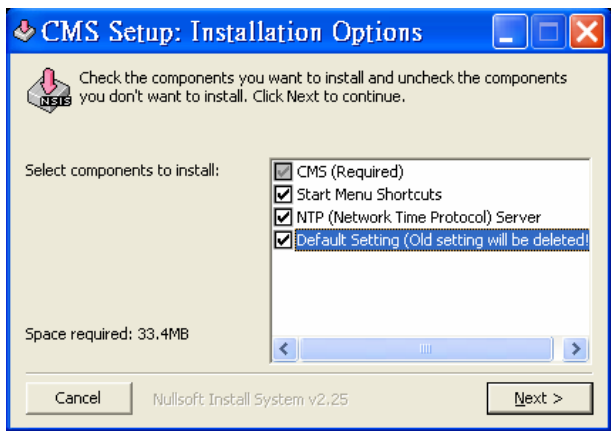 CMS Setup: Installation Options
Check the components you want to install and uncheck the components
you don't want to install. Click Next to continue.
NSIS
Select components to install:
CMS (Required)
Start Menu Shortcuts
NTP (Network Time Protocol) Server
Default Setting (Old setting will be deleted!
Space required: 33.4MB
Cancel
Nullsoft Install System v2.25
Next >